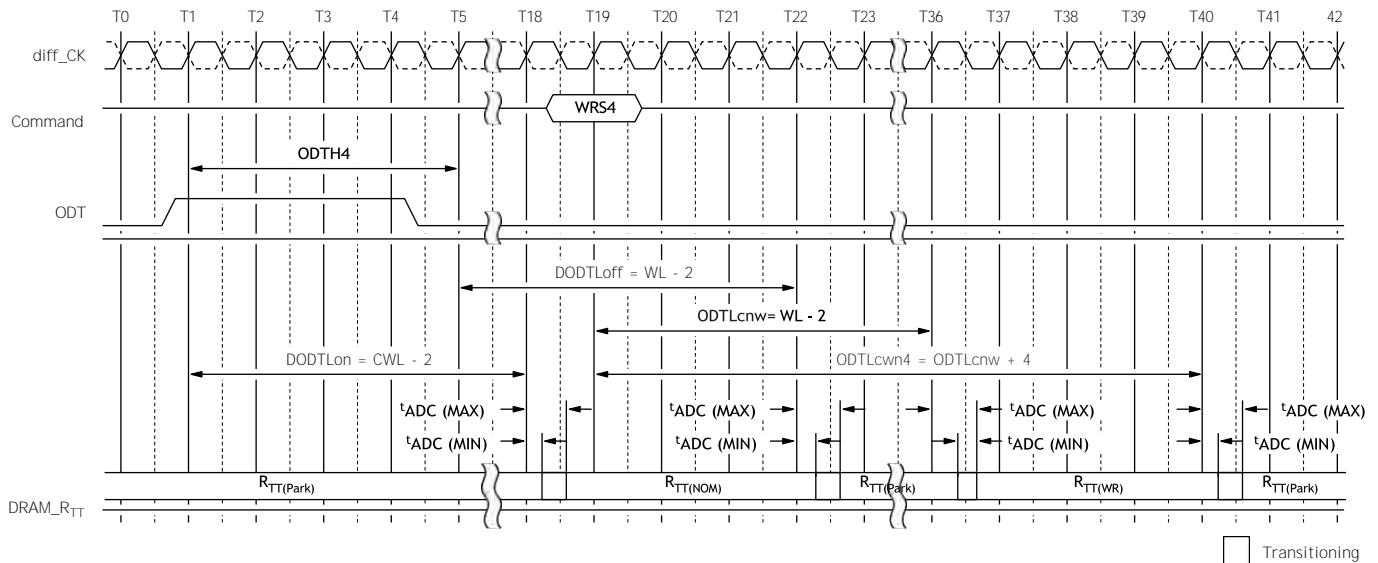 T0 T1 T2 T3 T4 T5 T18 T19 T20 T21 T22 T23 T36 T37 T38 T39 T40 T41 42
diff_CK
WRS4
Command
ODTH4
ODT
DODTLoff = WL - 2
ODTLcnw= WL - 2
DODTLon = CWL - 2 ODTLcwn4 = ODTLcnw + 4
tADC (MAX) tADC (MAX) tADC (MAX) tADC (MAX)
tADC (MIN) tADC (MIN) tADC (MIN) tADC (MIN)
RTT(Park) RTT(NOM) RTT(Park) RTT(WR) RTT(Park)
DRAM_RTT
Transitioning